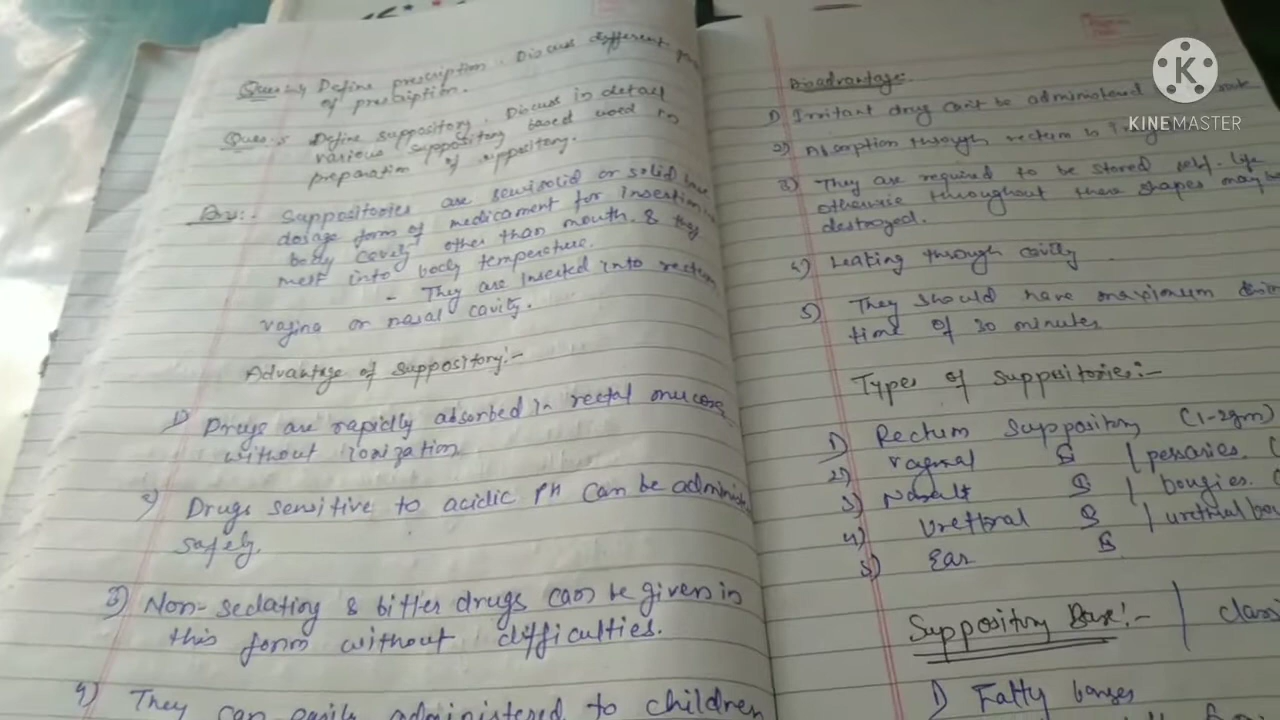 Ques:- 4) Define prescription. Discuss different
of prescription.
Ques:- 5 Define suppository. Discuss in detail
various suppository based used in
preparation of suppository.
Ans:- Suppositories are semisolid or solid
dosage form of medicament for insertion
body cavity other than mouth. & they
melt into body temperature.
- They are inserted into rectum
vagina or nasal cavity.
Advantage of Suppository:-
1) Drugs are rapidly absorbed in rectal mucosa
without ionization
2) Drugs sensitive to acidic PH can be administ
safely.
3) Non-sedating & bitter drugs can be given in
this form without difficulties.
4) They can easily administered to children
Disadvantage:
1) Irritant drug can't be administered
2) Absorption through rectum is
3) They are required to be stored self-life
otherwise throughout there shapes may be
destroyed.
4) Leaking through cavity
5) They should have maximum
time of 30 minutes
Types of suppositories:-
1) Rectum suppository (1-2gm)
2) vaginal S | pessaries. (
3) Nasal S | bougies. (
4) Urethral S | urethral bou
5) Ear S
Suppository Base:- | classi
1) Fatty bases
KINEMASTER